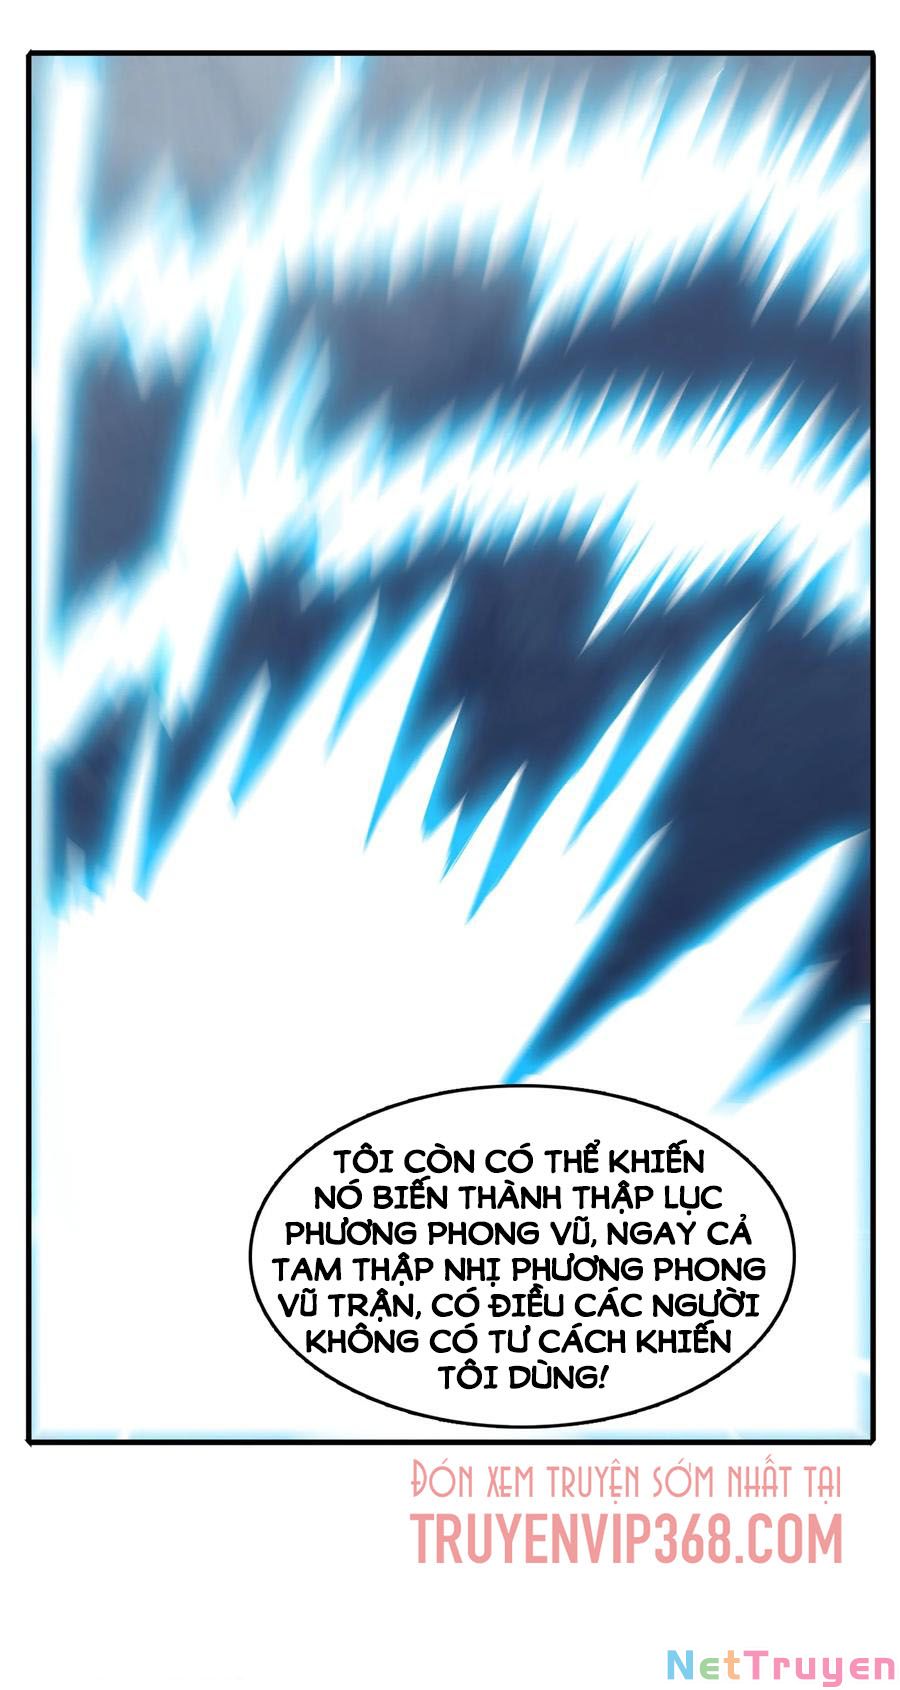 TÔI CÒN CÓ THỂ KHIẾN
NÓ BIẾN THÀNH THẬP LỤC
PHƯƠNG PHONG VŨ, NGAY CẢ
TAM THẬP NHỊ PHƯƠNG PHONG
VŨ TRẬN, CÓ ĐIỀU CÁC NGƯỜI
KHÔNG CÓ TƯ CÁCH KHIẾN
TÔI DÙNG!
ĐÓN XEM TRUYỆN SỚM NHẤT TẠI
TRUYENVIP368.COM
NetTruyen